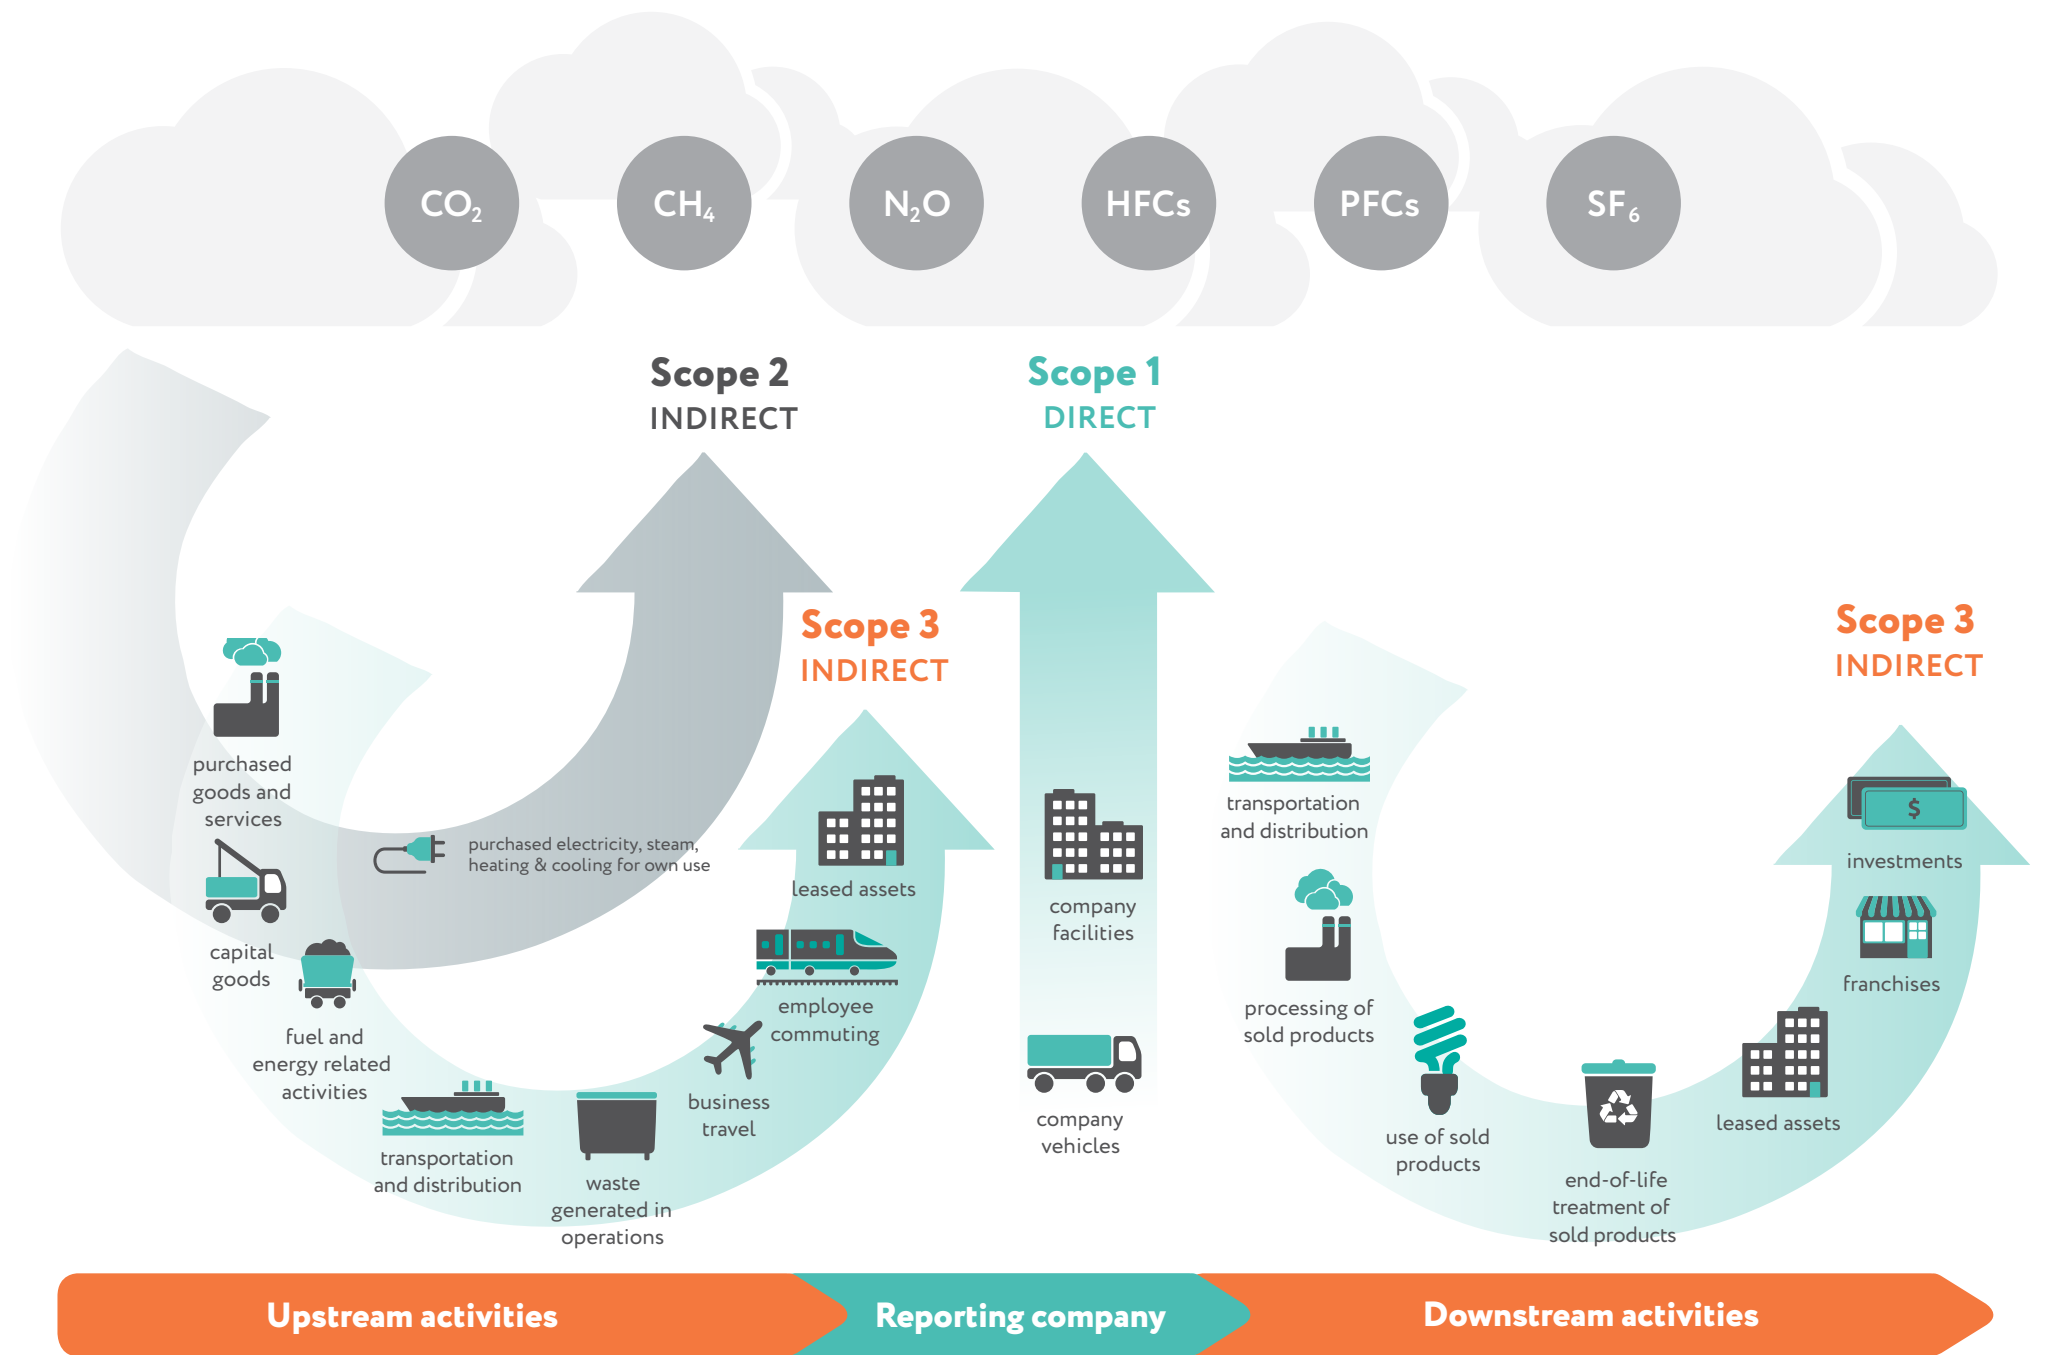 CO₂
CH₄
N₂O
HFCs
PFCs
SF₆
Scope 2
INDIRECT
Scope 1
DIRECT
Scope 3
INDIRECT
Scope 3
INDIRECT
purchased
goods and
services
capital
goods
fuel and
energy related
activities
purchased electricity, steam,
heating & cooling for own use
transportation
and distribution
waste
generated in
operations
business
travel
employee
commuting
leased assets
company
facilities
company
vehicles
transportation
and distribution
processing of
sold products
use of sold
products
end-of-life
treatment of
sold products
leased assets
franchises
$
investments
Upstream activities
Reporting company
Downstream activities